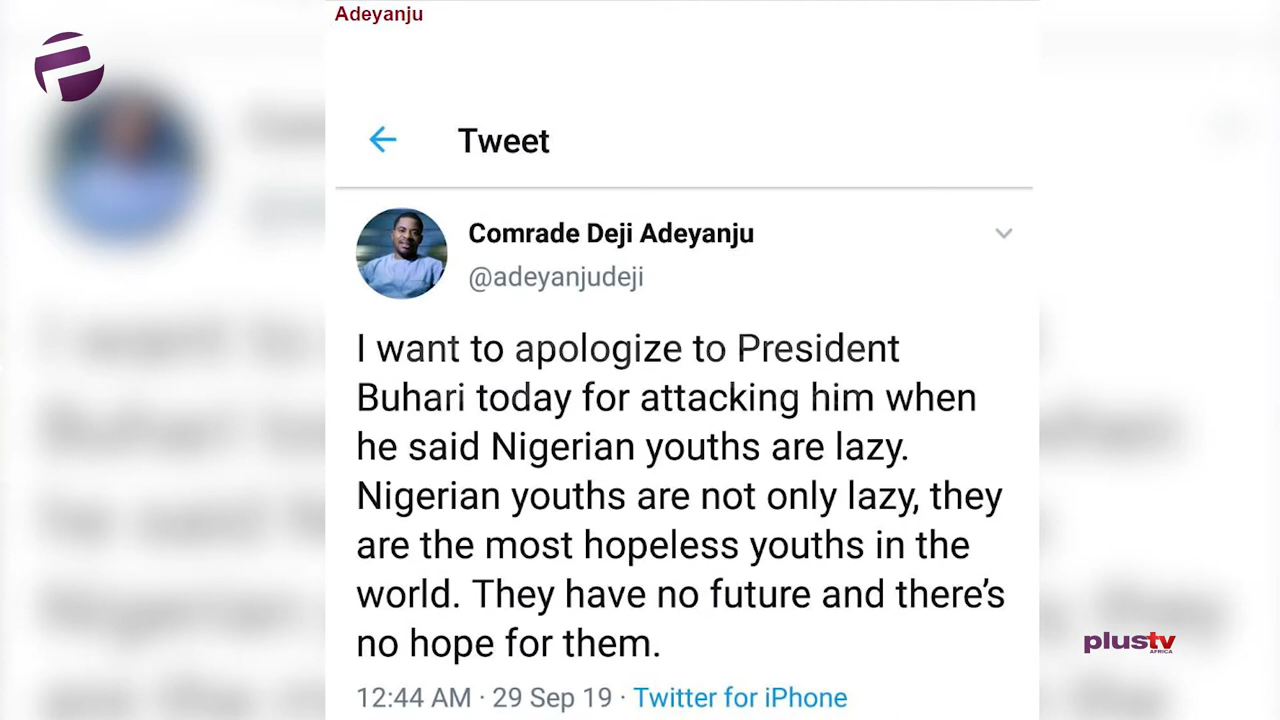 Adeyanju
Tweet
Comrade Deji Adeyanju
@adeyanjudeji
I want to apologize to President
Buhari today for attacking him when
he said Nigerian youths are lazy.
Nigerian youths are not only lazy, they
are the most hopeless youths in the
world. They have no future and there's
no hope for them.
12:44 AM · 29 Sep 19 · Twitter for iPhone
plustv
AFRICA